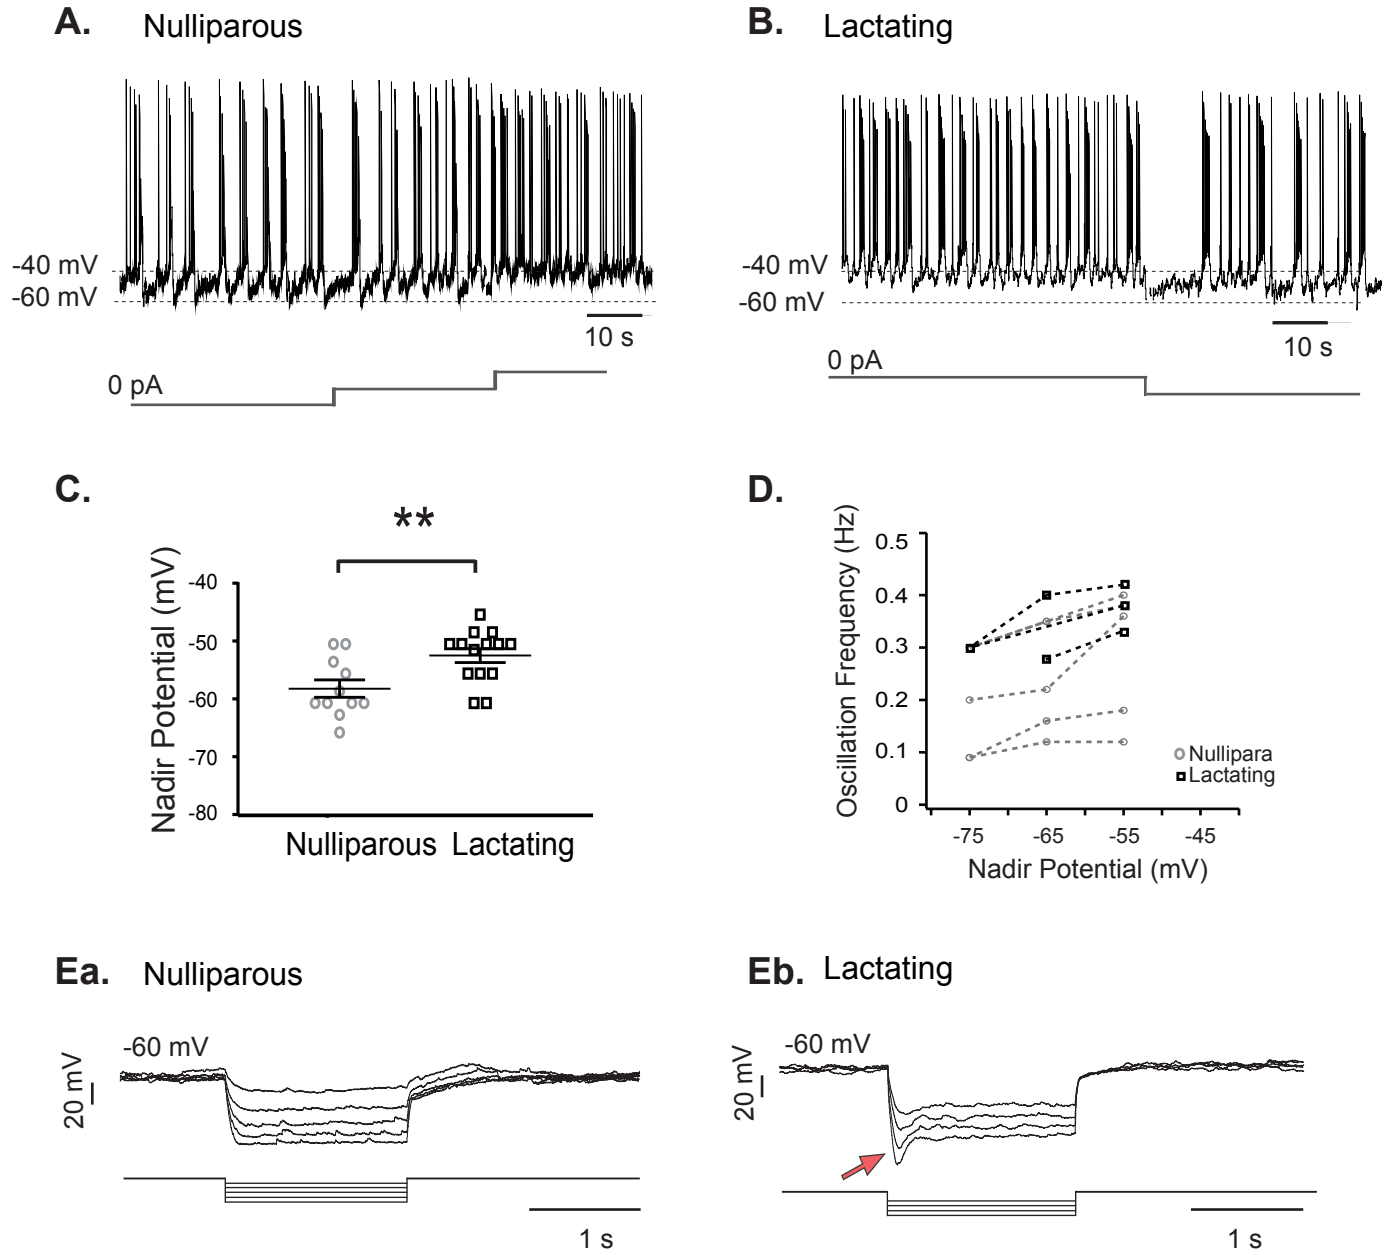 A. Nulliparous
B. Lactating
-40 mV
-60 mV
10 s
0 pA
-40 mV
-60 mV
10 s
0 pA
C.
**
Nadir Potential (mV)
-40
-50
-60
-70
-80
Nulliparous Lactating
D.
Oscillation Frequency (Hz)
0.5
0.4
0.3
0.2
0.1
0
-75 -65 -55 -45
Nadir Potential (mV)
Nullipara
Lactating
Ea. Nulliparous
-60 mV
20 mV
1 s
Eb. Lactating
-60 mV
20 mV
1 s